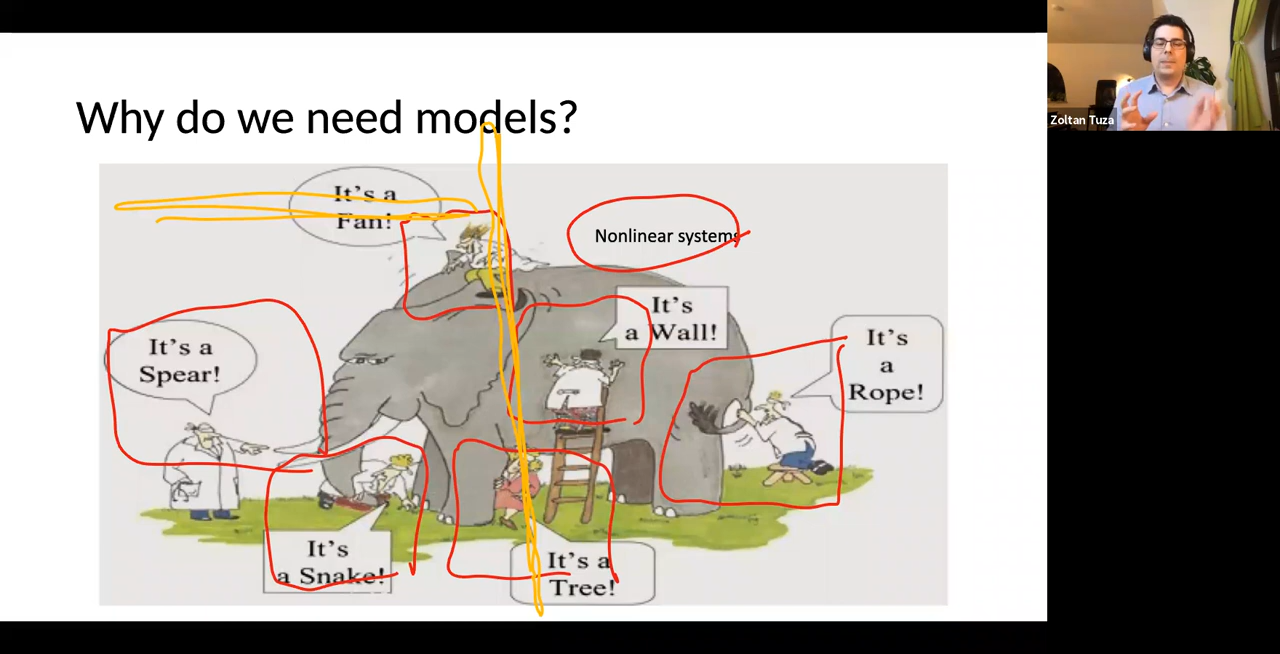 Why do we need models?
It's a
Fan!
Nonlinear systems
It's
a Wall!
It's a
Spear!
It's
a
Rope!
It's
a Snake!
It's a
Tree!
Zoltan Tuza